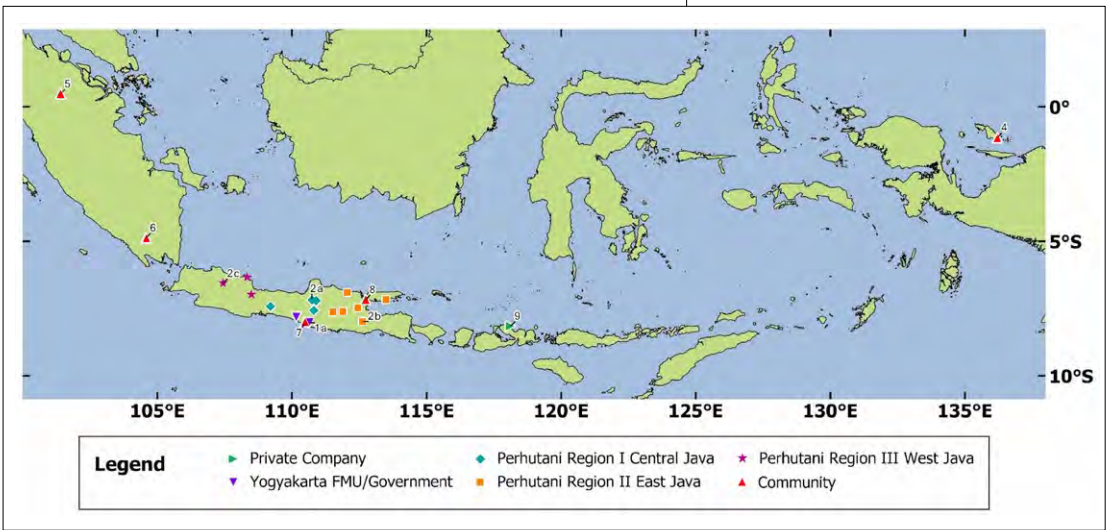 5
4
0°
6
5°S
2c
2a
8
2b
9
7
1a
10°S
105°E 110°E 115°E 120°E 125°E 130°E 135°E
Legend
Private Company
Perhutani Region I Central Java
Perhutani Region III West Java
Yogyakarta FMU/Government
Perhutani Region II East Java
Community